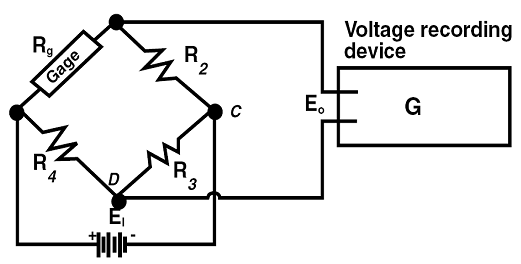 Voltage recording
device
Rg
Gage
R2
Eo
G
C
R4
D
R3
EI
+
-